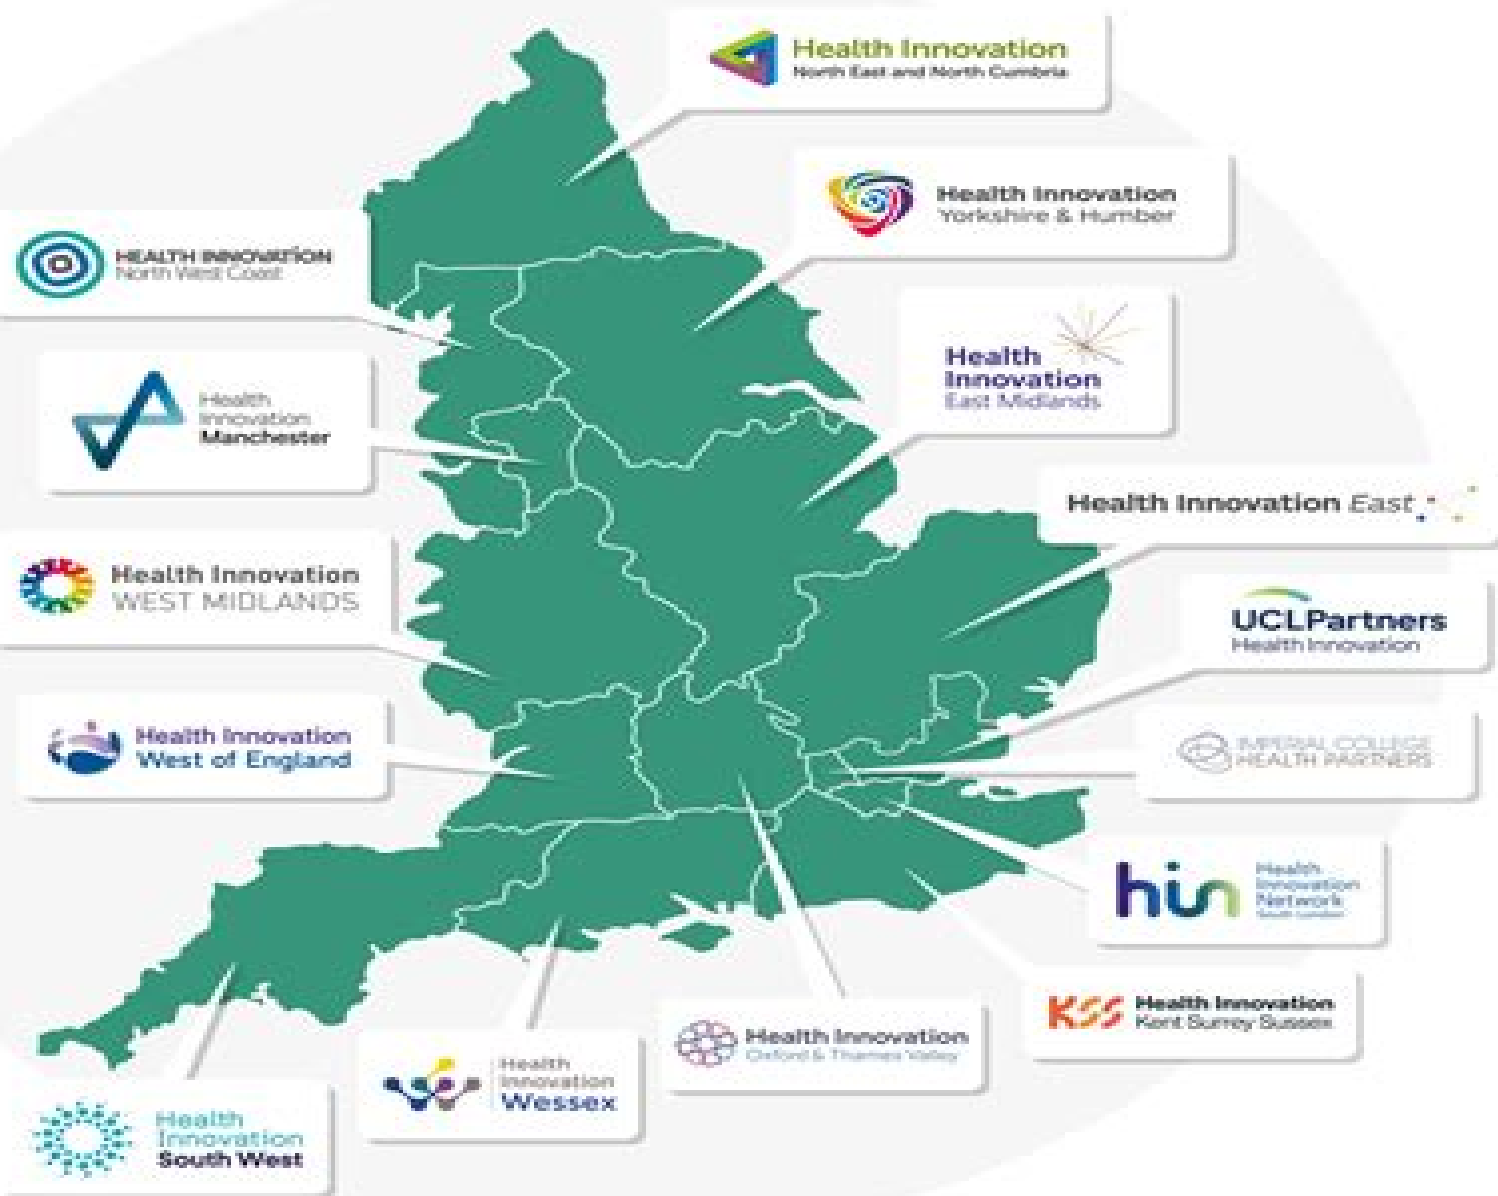 Health Innovation
North East and North Cumbria
Health Innovation
Yorkshire & Humber
HEALTH INNOVATION
North West Coast
Health
Innovation
East Midlands
Health
Innovation
Manchester
Health Innovation East
Health Innovation
WEST MIDLANDS
UCLPartners
Health Innovation
Health Innovation
West of England
IMPERIAL COLLEGE
HEALTH PARTNERS
hin
Health
Innovation
Network
South London
KSS
Health Innovation
Kent Surrey Sussex
Health Innovation
Oxford & Thames Valley
Health
Innovation
Wessex
Health
Innovation
South West